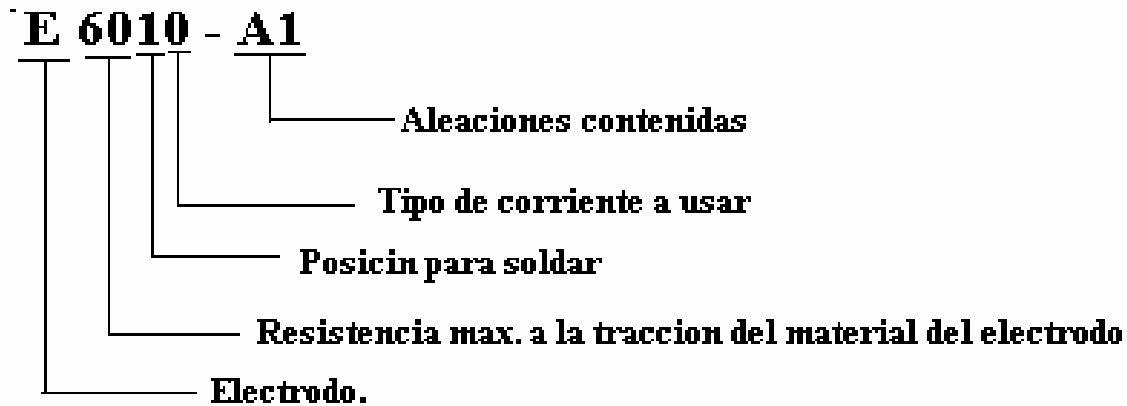 E 6010 - A1
Aleaciones contenidas
Tipo de corriente a usar
Posicin para soldar
Resistencia max. a la traccion del material del electrodo
Electrodo.